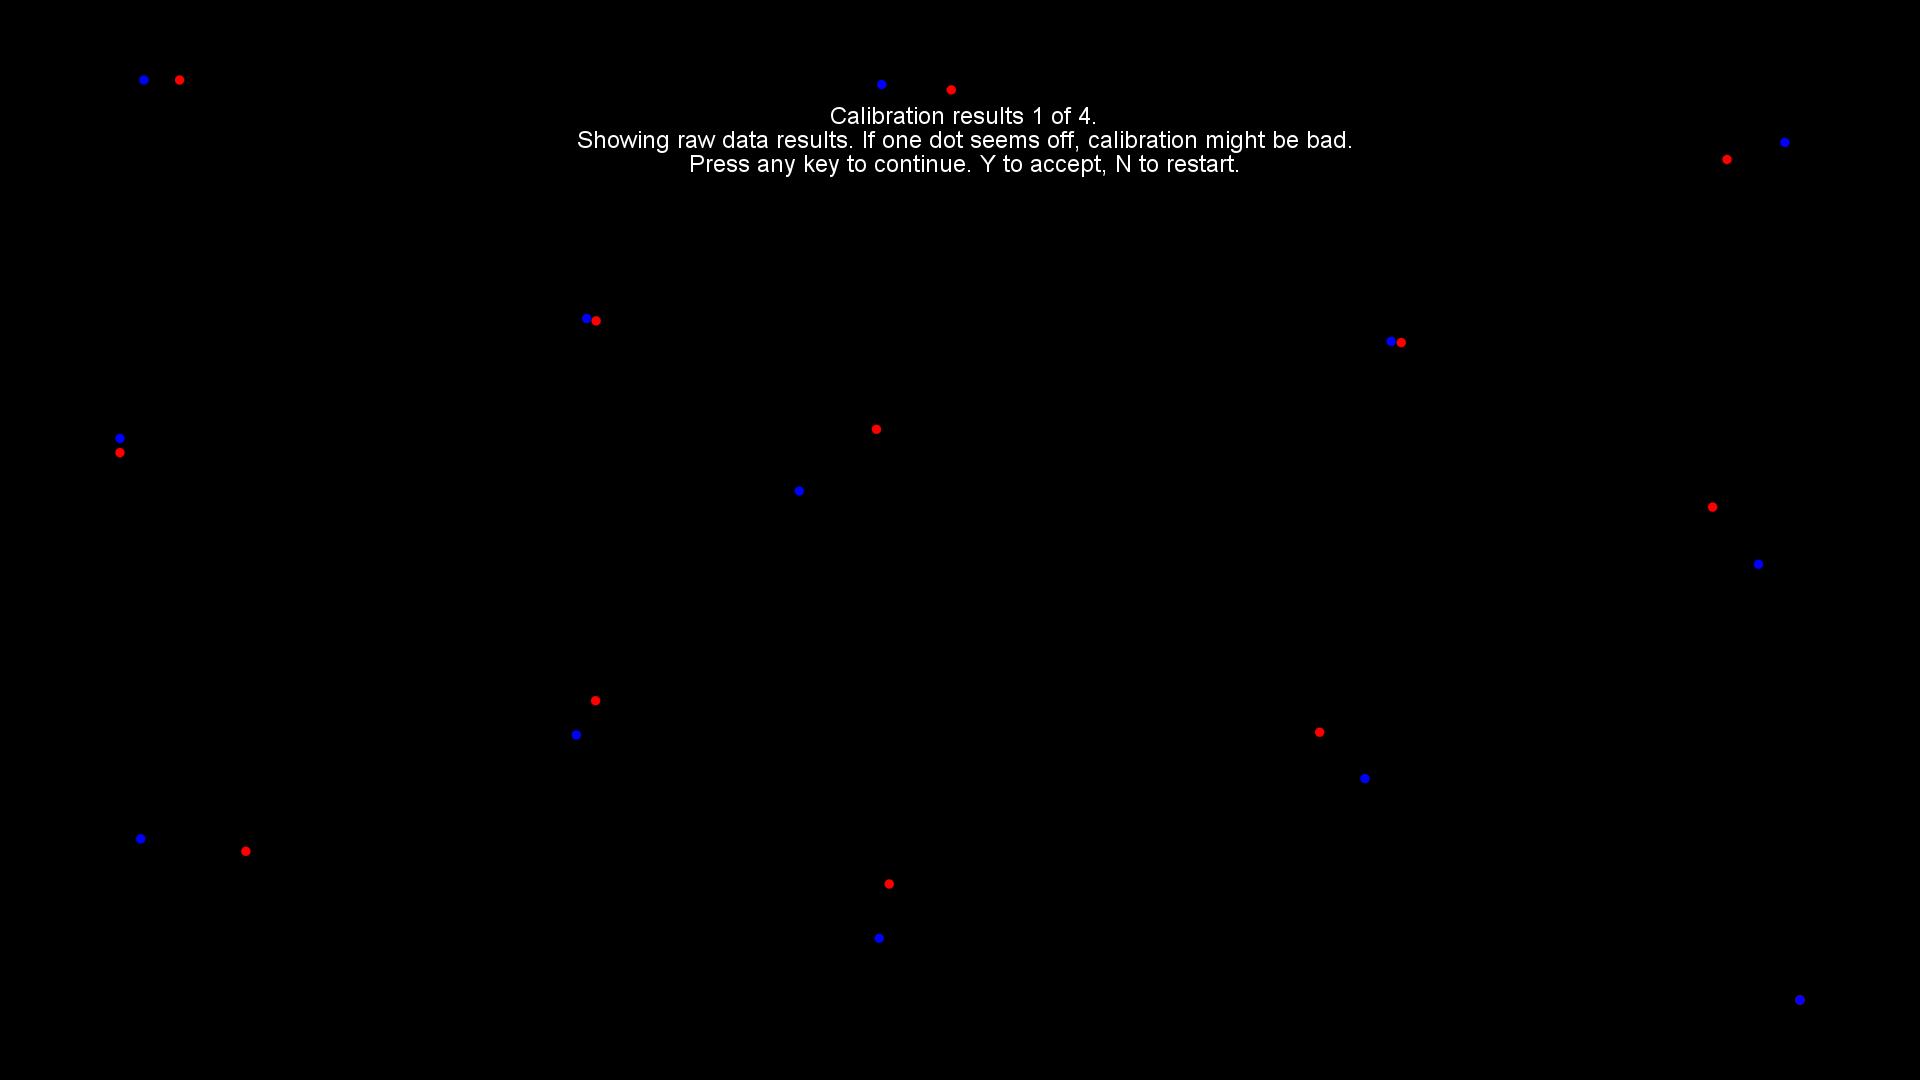 Calibration results 1 of 4.
Showing raw data results. If one dot seems off, calibration might be bad.
Press any key to continue. Y to accept, N to restart.